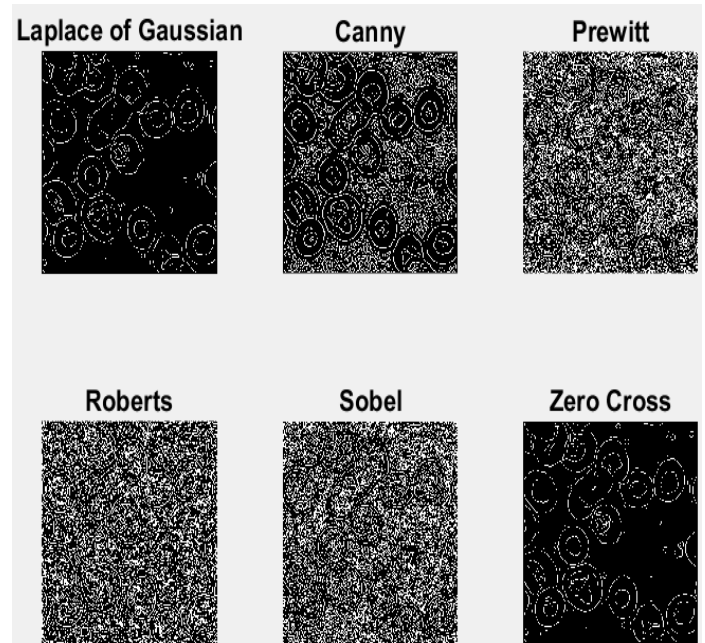 Laplace of Gaussian
Canny
Prewitt
Roberts
Sobel
Zero Cross